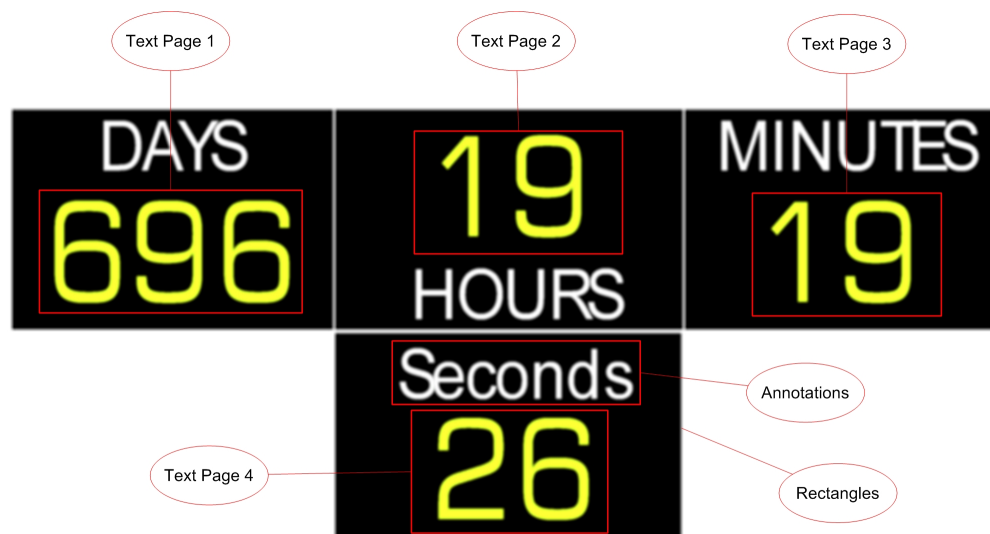 Text Page 1
Text Page 2
Text Page 3
DAYS
696
19
HOURS
MINUTES
19
Seconds
26
Annotations
Text Page 4
Rectangles